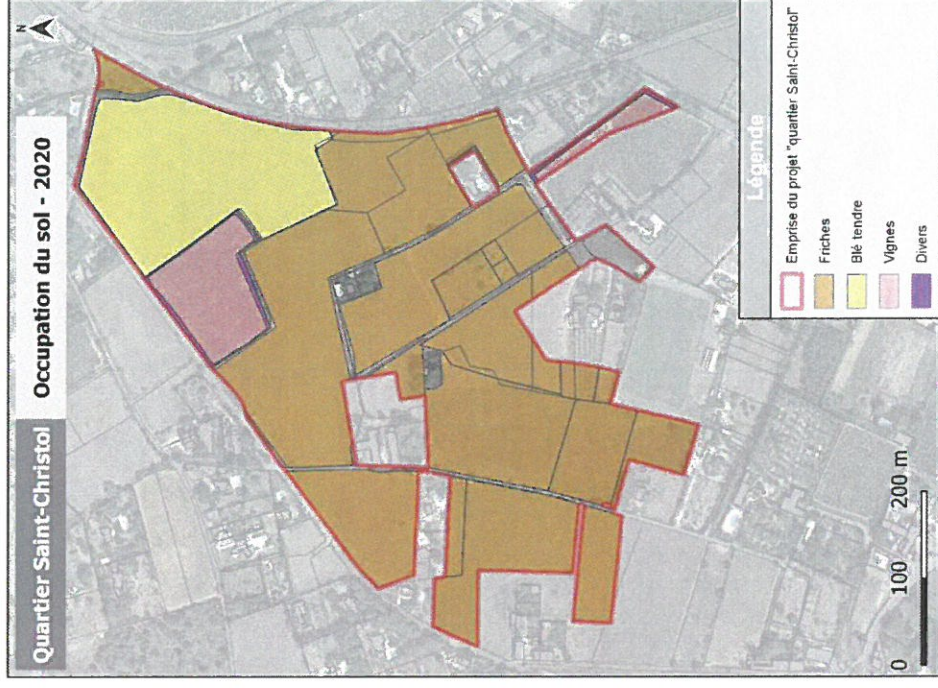 Quartier Saint-Christol
Occupation du sol - 2020
N
Légende
Emprise du projet "quartier Saint-Christol"
Friches
Blé tendre
Vignes
Divers
0 100 200 m